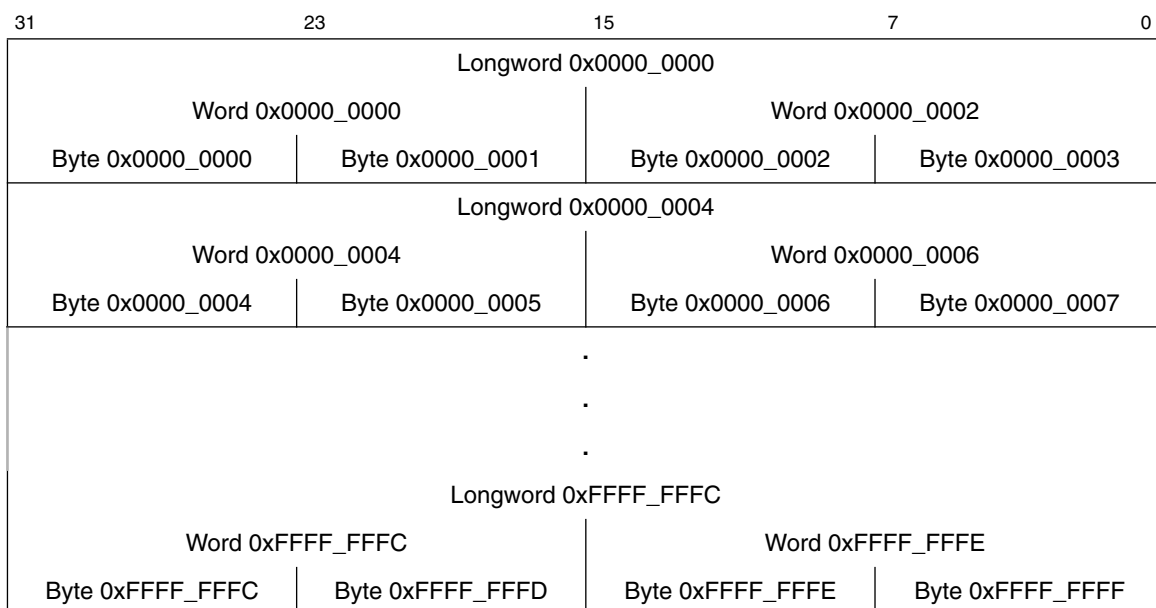 31 23 15 7 0
Longword 0x0000_0000
Word 0x0000_0000 Word 0x0000_0002
Byte 0x0000_0000 Byte 0x0000_0001 Byte 0x0000_0002 Byte 0x0000_0003
Longword 0x0000_0004
Word 0x0000_0004 Word 0x0000_0006
Byte 0x0000_0004 Byte 0x0000_0005 Byte 0x0000_0006 Byte 0x0000_0007
.
.
.
Longword 0xFFFF_FFFC
Word 0xFFFF_FFFC Word 0xFFFF_FFFE
Byte 0xFFFF_FFFC Byte 0xFFFF_FFFD Byte 0xFFFF_FFFE Byte 0xFFFF_FFFF